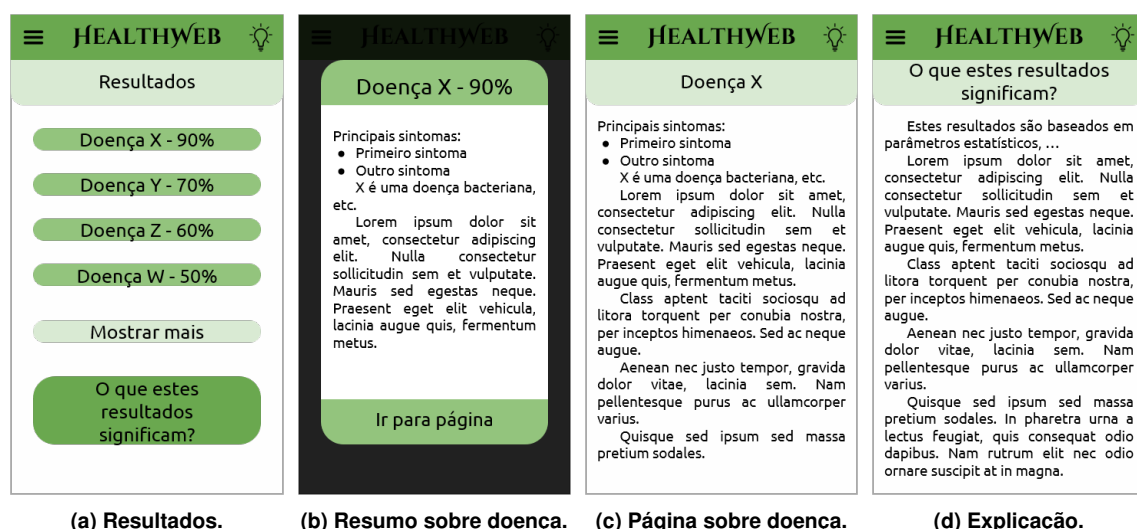 HEALTHWEB
Resultados
Doença X - 90%
Doença Y - 70%
Doença Z - 60%
Doença W - 50%
Mostrar mais
O que estes
resultados
significam?
(a) Resultados.
HEALTHWEB
Doença X - 90%
Principais sintomas:
● Primeiro sintoma
● Outro sintoma
X é uma doença bacteriana,
etc.
Lorem ipsum dolor sit
amet, consectetur adipiscing
elit. Nulla consectetur
sollicitudin sem et vulputate.
Mauris sed egestas neque.
Praesent eget elit vehicula,
lacinia augue quis, fermentum
metus.
Ir para página
(b) Resumo sobre doença.
HEALTHWEB
Doença X
Principais sintomas:
● Primeiro sintoma
● Outro sintoma
X é uma doença bacteriana, etc.
Lorem ipsum dolor sit amet,
consectetur adipiscing elit. Nulla
consectetur sollicitudin sem et
vulputate. Mauris sed egestas neque.
Praesent eget elit vehicula, lacinia
augue quis, fermentum metus.
Class aptent taciti sociosqu ad
litora torquent per conubia nostra,
per inceptos himenaeos. Sed ac neque
augue.
Aenean nec justo tempor, gravida
dolor vitae, lacinia sem. Nam
pellentesque purus ac ullamcorper
varius.
Quisque sed ipsum sed massa
pretium sodales.
(c) Página sobre doença.
HEALTHWEB
O que estes resultados
significam?
Estes resultados são baseados em
parâmetros estatísticos, ...
Lorem ipsum dolor sit amet,
consectetur adipiscing elit. Nulla
consectetur sollicitudin sem et
vulputate. Mauris sed egestas neque.
Praesent eget elit vehicula, lacinia
augue quis, fermentum metus.
Class aptent taciti sociosqu ad
litora torquent per conubia nostra,
per inceptos himenaeos. Sed ac neque
augue.
Aenean nec justo tempor, gravida
dolor vitae, lacinia sem. Nam
pellentesque purus ac ullamcorper
varius.
Quisque sed ipsum sed massa
pretium sodales. In pharetra urna a
lectus feugiat, quis consequat odio
dapibus. Nam rutrum elit nec odio
ornare suscipit at in magna.
(d) Explicação.